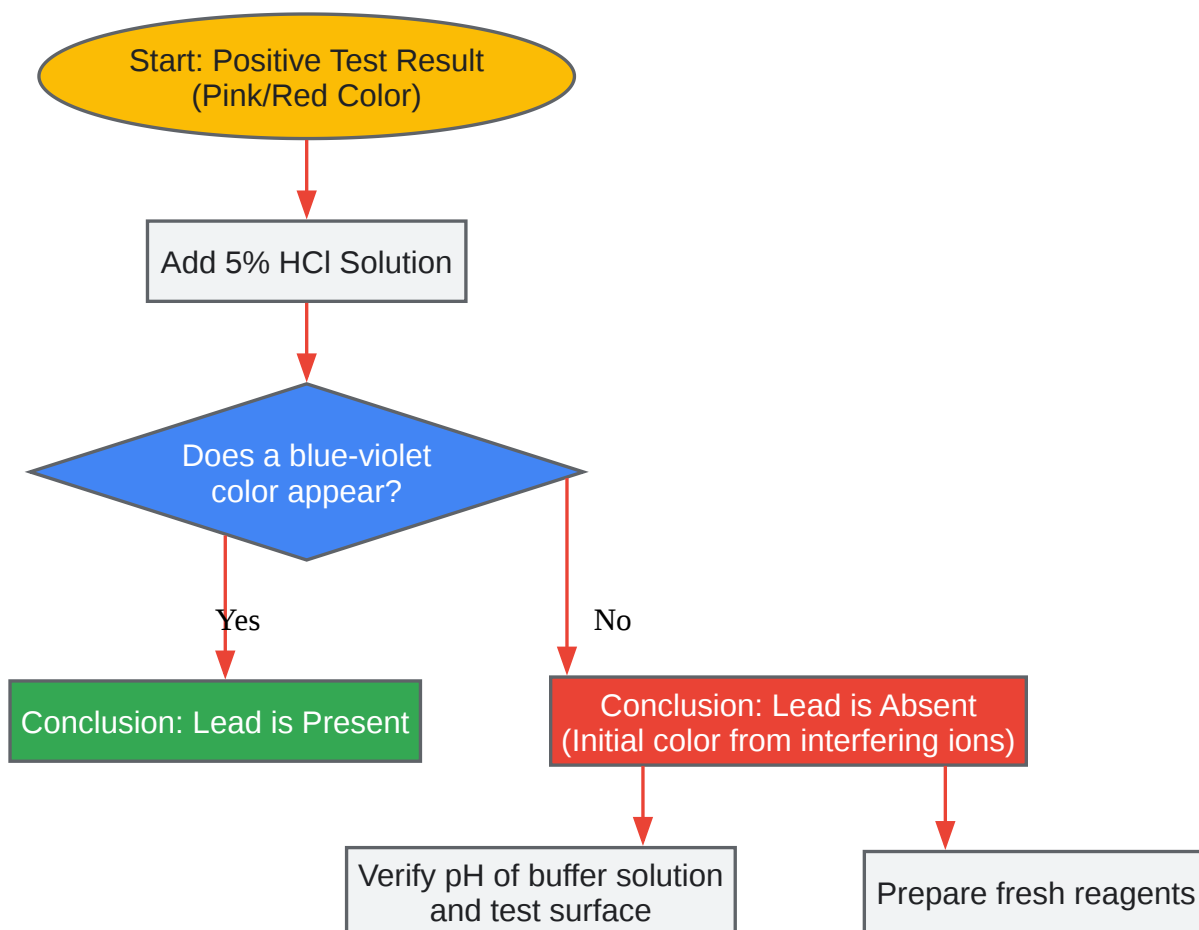 Start: Positive Test Result
(Pink/Red Color)
Add 5% HCl Solution
Does a blue-violet
color appear?
Yes
No
Conclusion: Lead is Present
Conclusion: Lead is Absent
(Initial color from interfering ions)
Verify pH of buffer solution
and test surface
Prepare fresh reagents